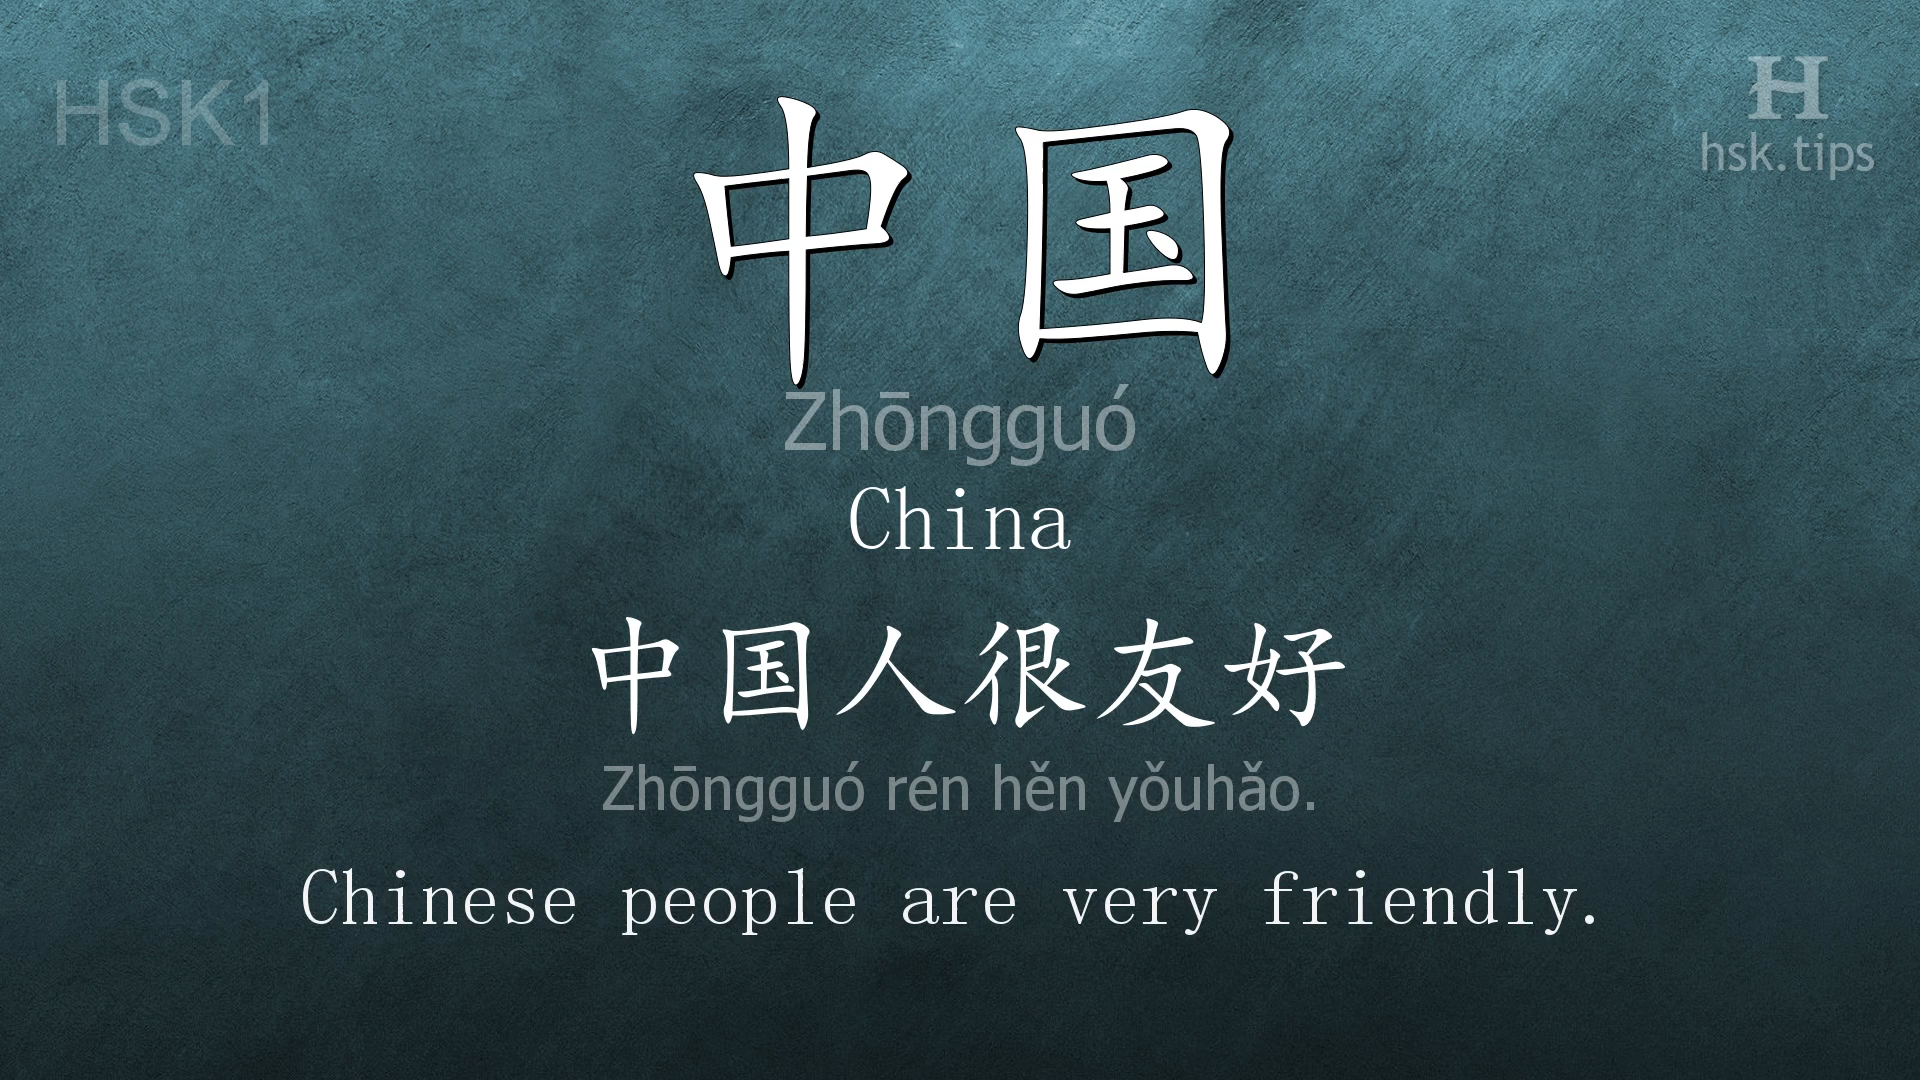 HSK1
H
hsk.tips
中国
Zhōngguó
China
中国人很友好
Zhōngguó rén hěn yǒuhǎo.
Chinese people are very friendly.